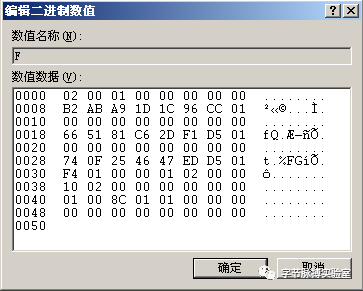 编辑二进制数值
数值名称(N):
F
数值数据(V):
0000 02 00 01 00 00 00 00 00 ........
0008 B2 AB A9 1D 1C 96 CC 01 ²«©...Ì.
0010 00 00 00 00 00 00 00 00 ........
0018 66 51 81 C6 2D F1 D5 01 fQ.Æ-ñÕ.
0020 00 00 00 00 00 00 00 00 ........
0028 74 0F 25 46 47 ED D5 01 t.%FGíÕ.
0030 F4 01 00 00 01 02 00 00 ô.......
0038 10 02 00 00 00 00 00 00 ........
0040 01 00 8C 01 01 00 00 00 ........
0048 00 00 00 00 00 00 00 00 ........
0050
确定
取消
字节脉搏实验室